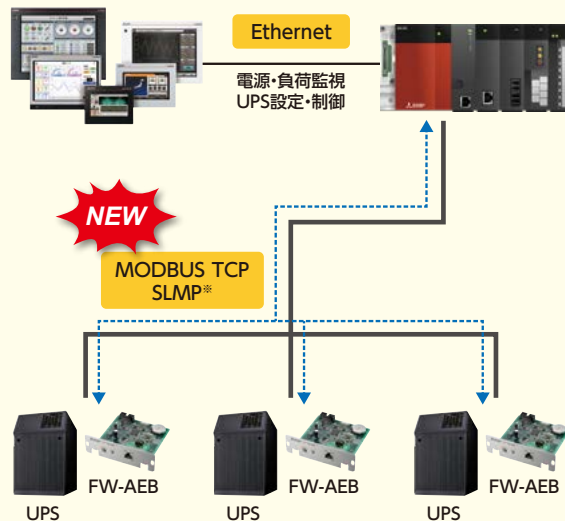 Ethernet
電源・負荷監視
UPS設定・制御
NEW
MODBUS TCP
SLMP※
FW-AEB
FW-AEB
FW-AEB
UPS
UPS
UPS